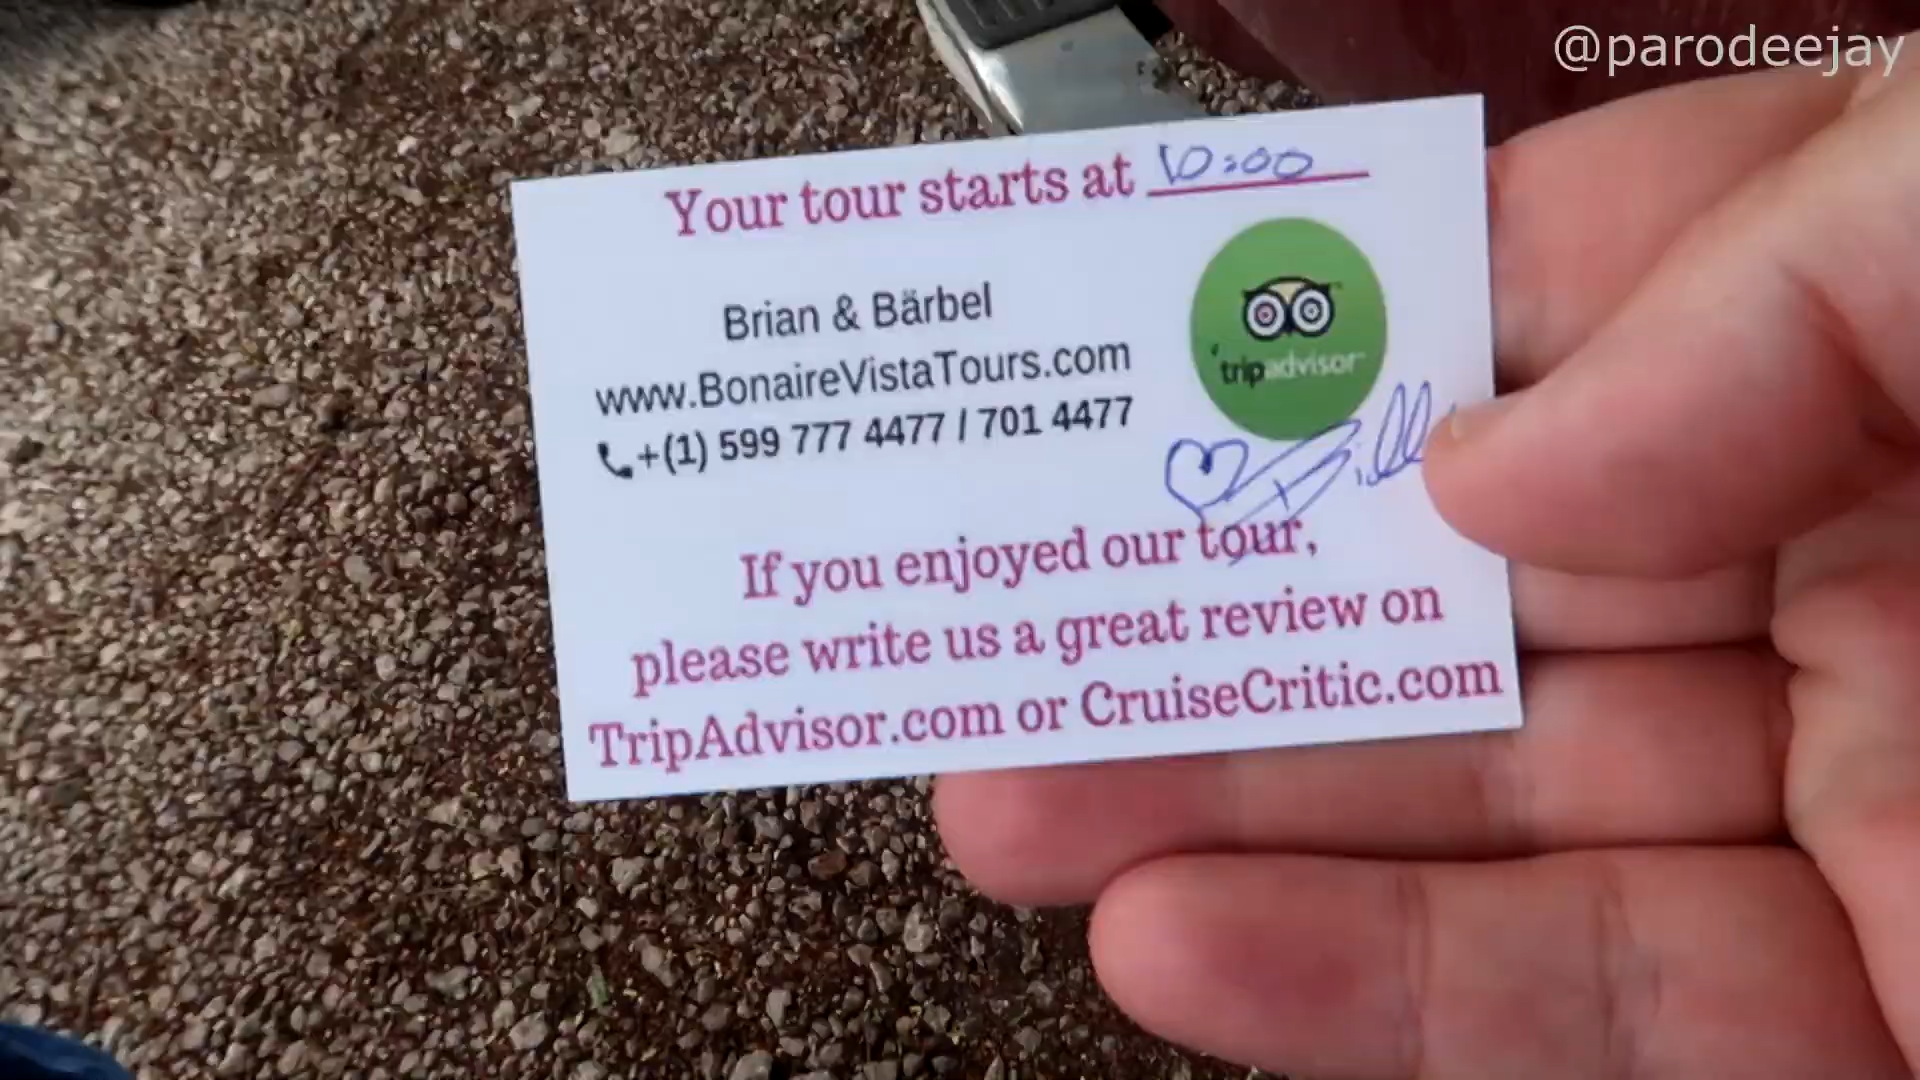 @parodeejay
Your tour starts at 10:00
Brian & Bärbel
www.BonaireVistaTours.com
+(1) 599 777 4477 / 701 4477
tripadvisor
If you enjoyed our tour,
please write us a great review on
TripAdvisor.com or CruiseCritic.com